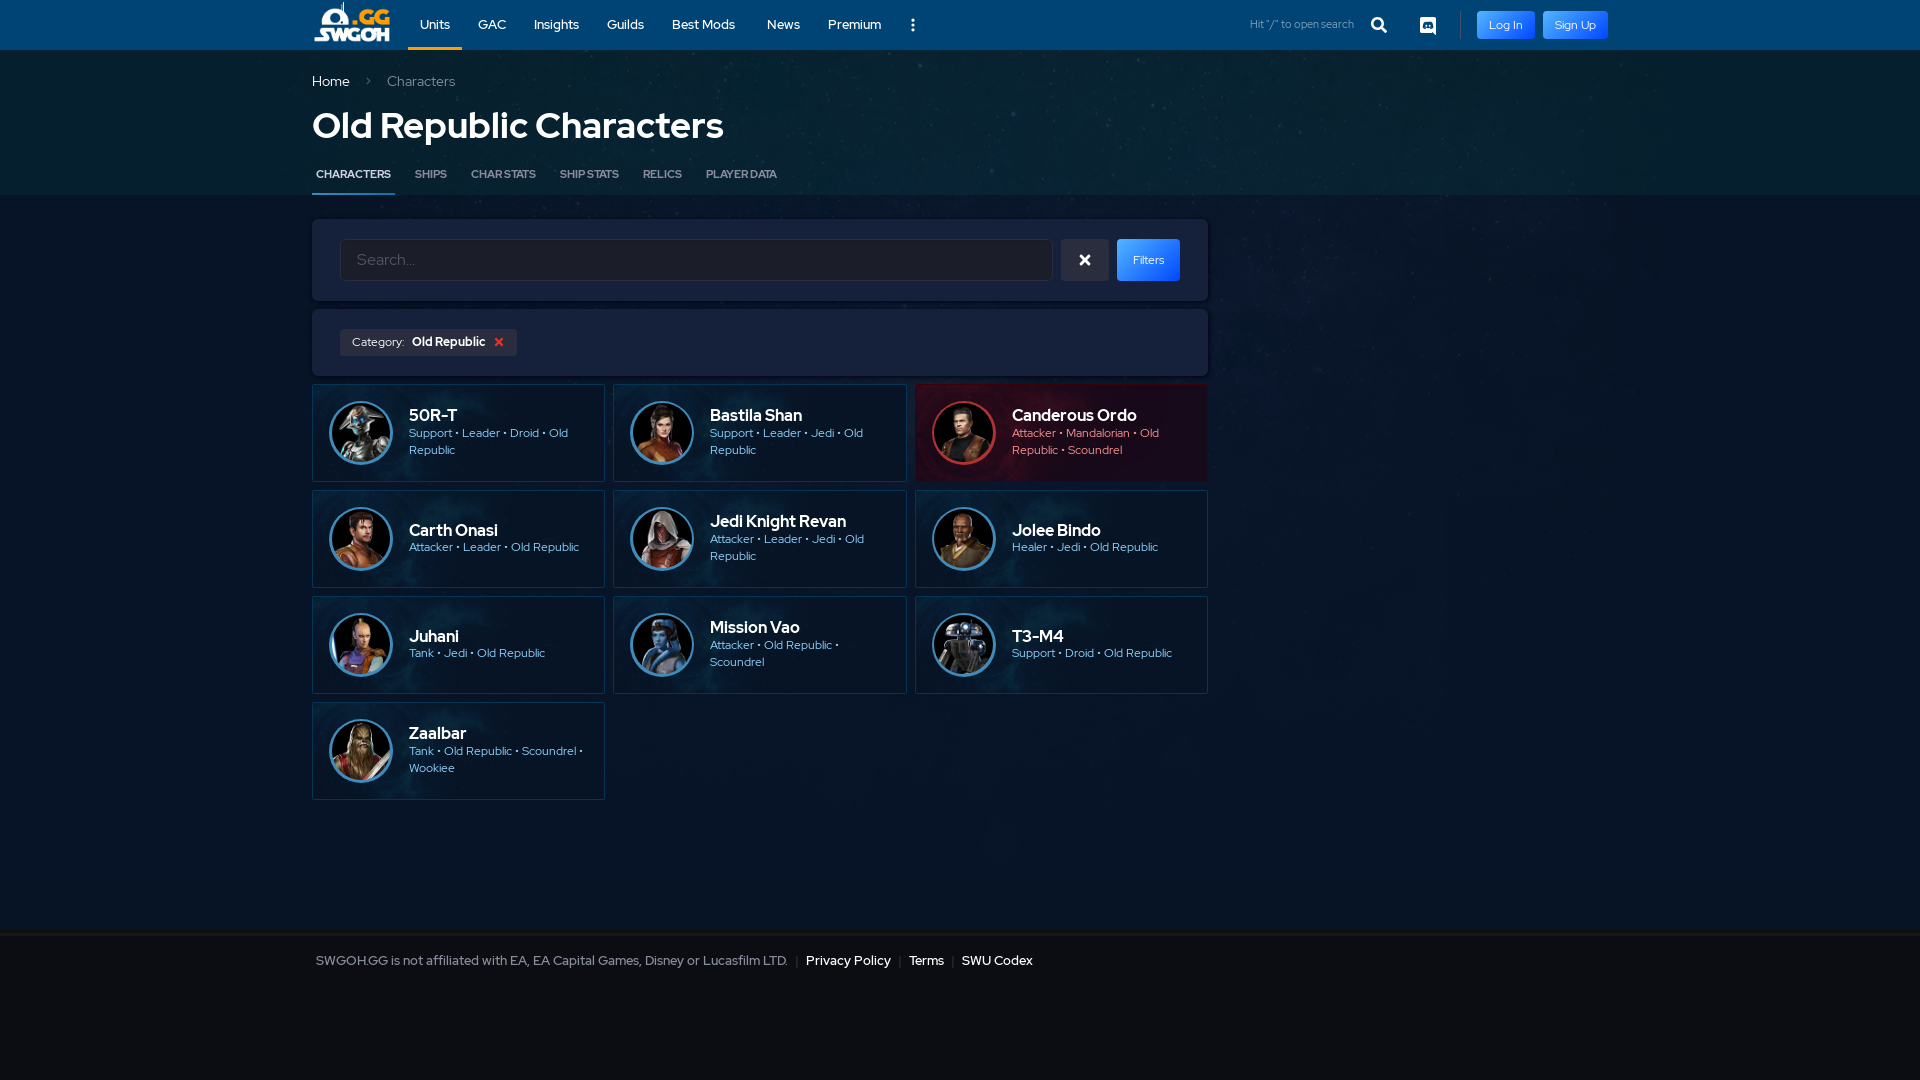 .GG
SWGOH
Units
GAC
Insights
Guilds
Best Mods
News
Premium
Hit "/" to open search
Log In
Sign Up
Home
Characters
Old Republic Characters
CHARACTERS
SHIPS
CHAR STATS
SHIP STATS
RELICS
PLAYER DATA
Search...
Filters
Category: Old Republic
50R-T
Support • Leader • Droid • Old
Republic
Bastila Shan
Support • Leader • Jedi • Old
Republic
Canderous Ordo
Attacker • Mandalorian • Old
Republic • Scoundrel
Carth Onasi
Attacker • Leader • Old Republic
Jedi Knight Revan
Attacker • Leader • Jedi • Old
Republic
Jolee Bindo
Healer • Jedi • Old Republic
Juhani
Tank • Jedi • Old Republic
Mission Vao
Attacker • Old Republic •
Scoundrel
T3-M4
Support • Droid • Old Republic
Zaalbar
Tank • Old Republic • Scoundrel •
Wookiee
SWGOH.GG is not affiliated with EA, EA Capital Games, Disney or Lucasfilm LTD. | Privacy Policy | Terms | SWU Codex